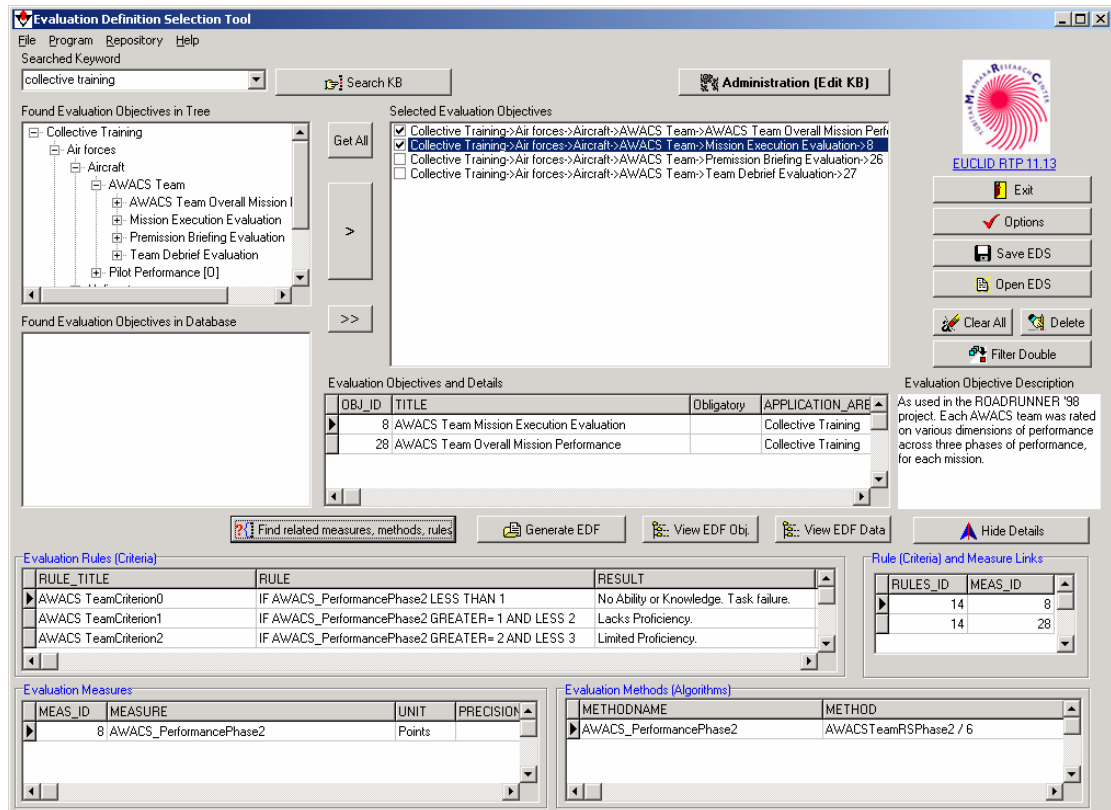 Evaluation Definition Selection Tool
File Program Repository Help
Searched Keyword
collective training
Search KB
Administration (Edit KB)
TUBITAK MARMARA RESEARCH CENTER
EUCLID RTP 11.13
Found Evaluation Objectives in Tree
Collective Training
Air forces
Aircraft
AWACS Team
AWACS Team Overall Mission
Mission Execution Evaluation
Premission Briefing Evaluation
Team Debrief Evaluation
Pilot Performance [0]
Get All
>
>>
Selected Evaluation Objectives
Collective Training->Air forces->Aircraft->AWACS Team->AWACS Team Overall Mission Perf
Collective Training->Air forces->Aircraft->AWACS Team->Mission Execution Evaluation->8
Collective Training->Air forces->Aircraft->AWACS Team->Premission Briefing Evaluation->26
Collective Training->Air forces->Aircraft->AWACS Team->Team Debrief Evaluation->27
Exit
Options
Save EDS
Open EDS
Clear All Delete
Filter Double
Found Evaluation Objectives in Database
Evaluation Objectives and Details
OBJ_ID TITLE Obligatory APPLICATION_ARE
8 AWACS Team Mission Execution Evaluation Collective Training
28 AWACS Team Overall Mission Performance Collective Training
Evaluation Objective Description
As used in the ROADRUNNER '98
project. Each AWACS team was rated
on various dimensions of performance
across three phases of performance,
for each mission.
?{} Find related measures, methods, rules
Generate EDF
View EDF Obj.
View EDF Data
Hide Details
Evaluation Rules (Criteria)
RULE_TITLE RULE RESULT
AWACS TeamCriterion0 IF AWACS_PerformancePhase2 LESS THAN 1 No Ability or Knowledge. Task failure.
AWACS TeamCriterion1 IF AWACS_PerformancePhase2 GREATER= 1 AND LESS 2 Lacks Proficiency.
AWACS TeamCriterion2 IF AWACS_PerformancePhase2 GREATER= 2 AND LESS 3 Limited Proficiency.
Rule (Criteria) and Measure Links
RULES_ID MEAS_ID
14 8
14 28
Evaluation Measures
MEAS_ID MEASURE UNIT PRECISION
8 AWACS_PerformancePhase2 Points
Evaluation Methods (Algorithms)
METHODNAME METHOD
AWACS_PerformancePhase2 AWACSTeamRSPhase2 / 6